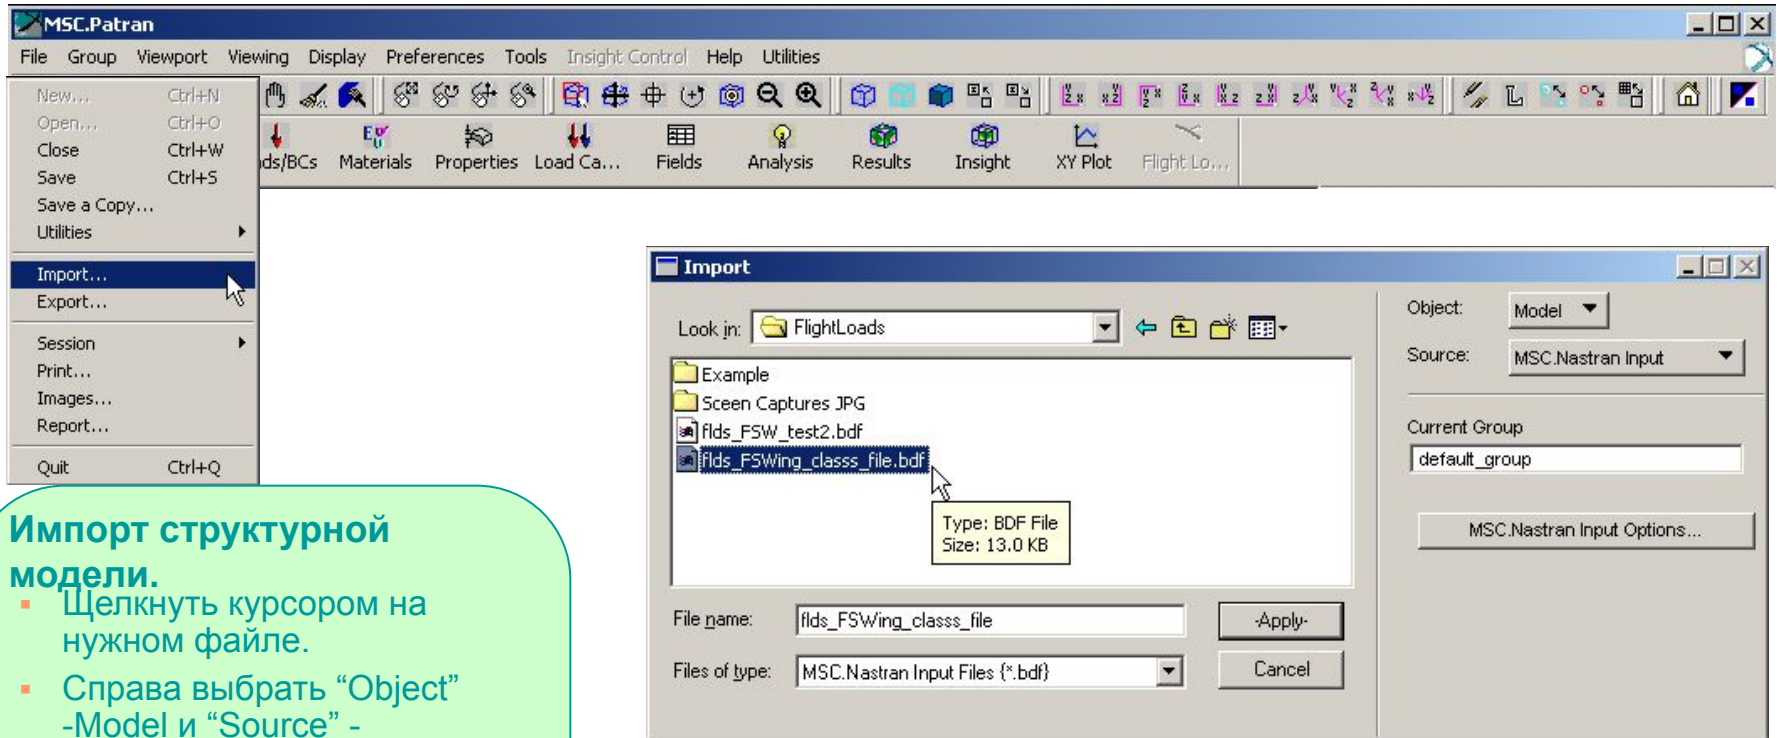 MSC.Patran
File Group Viewport Viewing Display Preferences Tools Insight Control Help Utilities
New... Ctrl+N
Open... Ctrl+O
Close Ctrl+W
Save Ctrl+S
Save a Copy...
Utilities
Import...
Export...
Session
Print...
Images...
Report...
Quit Ctrl+Q
ds/BCs Materials Properties Load Ca... Fields Analysis Results Insight XY Plot Flight Lo...
Импорт структурной
модели.
▪ Щелкнуть курсором на
нужном файле.
▪ Справа выбрать “Object”
-Model и “Source” -
Import
Look in: FlightLoads
Example
Sceen Captures JPG
flds_FSW_test2.bdf
flds_FSWing_classs_file.bdf
Type: BDF File
Size: 13.0 KB
File name: flds_FSWing_classs_file
-Apply-
Files of type: MSC.Nastran Input Files {*.bdf}
Cancel
Object: Model
Source: MSC.Nastran Input
Current Group
default_group
MSC.Nastran Input Options...